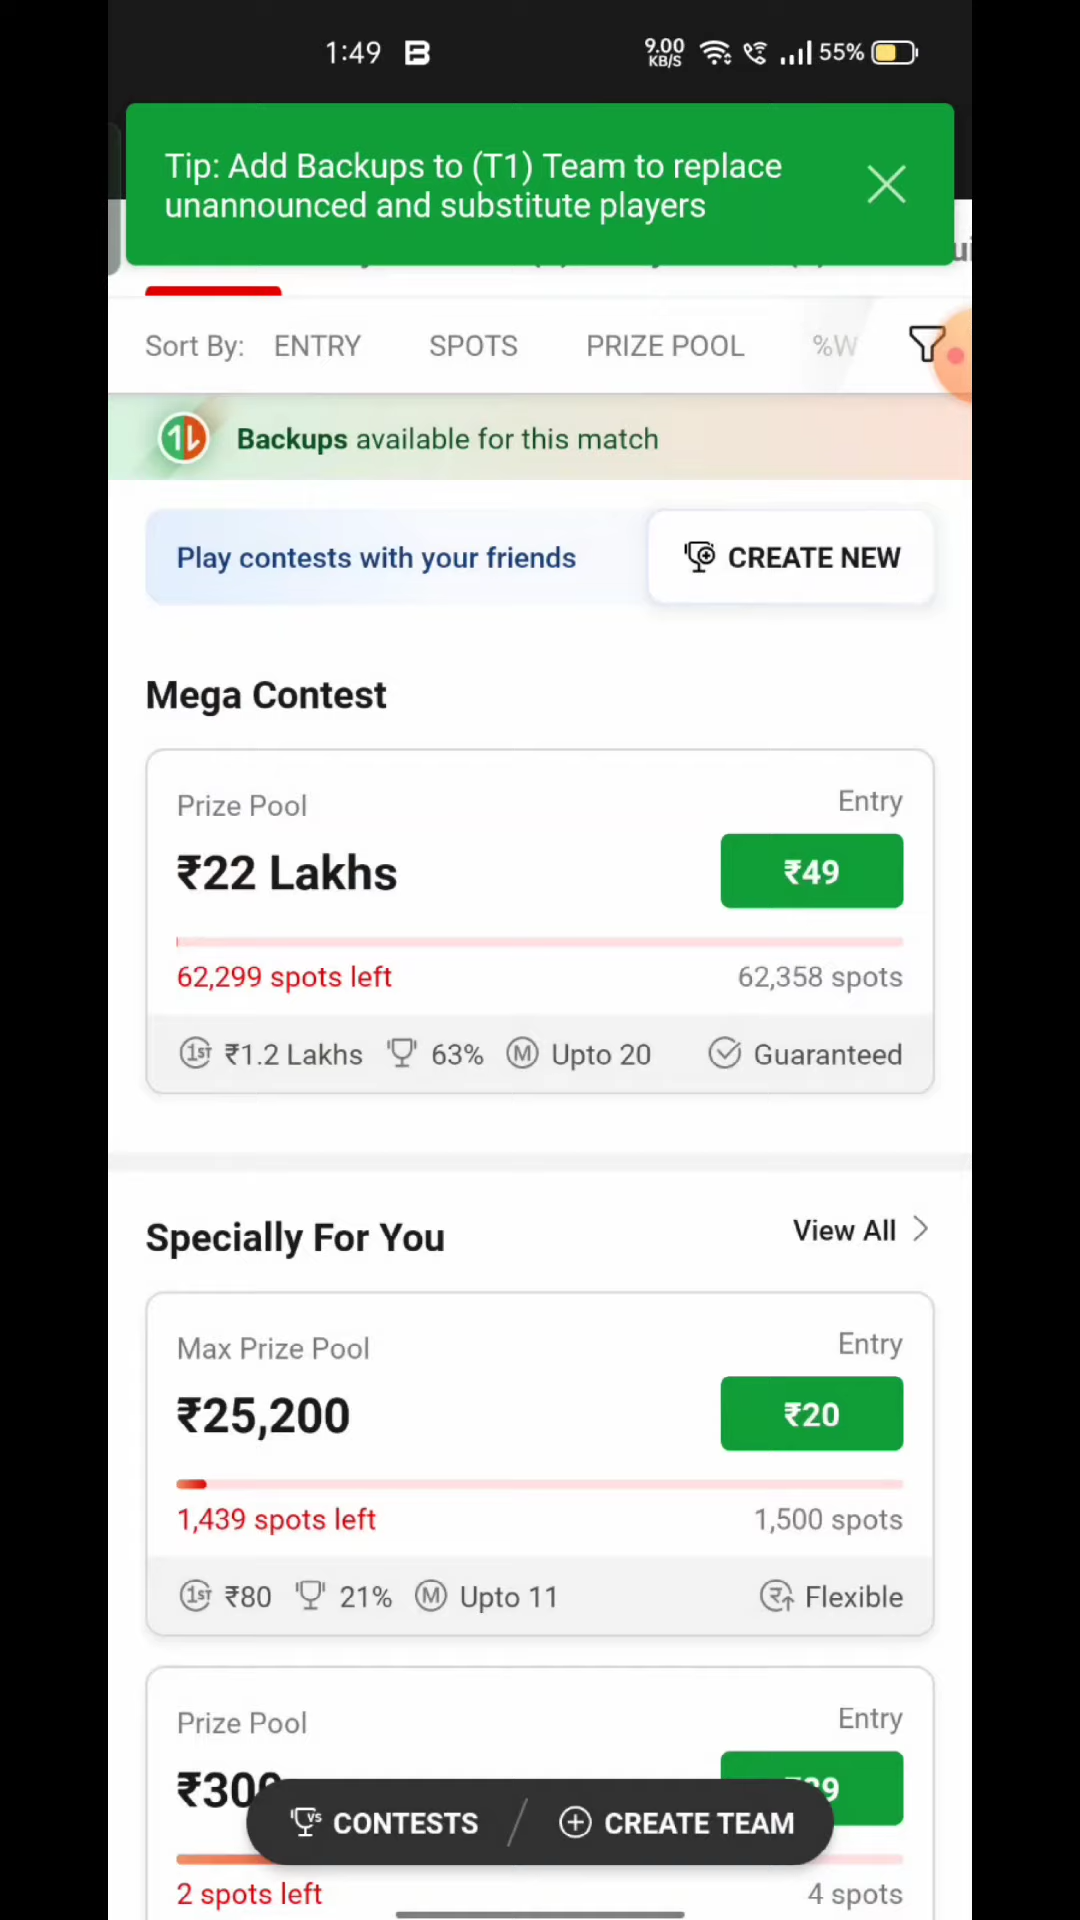 1:49
9.00 KB/S
55%
Tip: Add Backups to (T1) Team to replace
unannounced and substitute players
Sort By: ENTRY SPOTS PRIZE POOL %W
Backups available for this match
Play contests with your friends
CREATE NEW
Mega Contest
Prize Pool Entry
₹22 Lakhs ₹49
62,299 spots left 62,358 spots
1ST ₹1.2 Lakhs 63% M Upto 20 Guaranteed
Specially For You View All
Max Prize Pool Entry
₹25,200 ₹20
1,439 spots left 1,500 spots
1ST ₹80 21% M Upto 11 Flexible
Prize Pool Entry
VS CONTESTS CREATE TEAM
2 spots left 4 spots